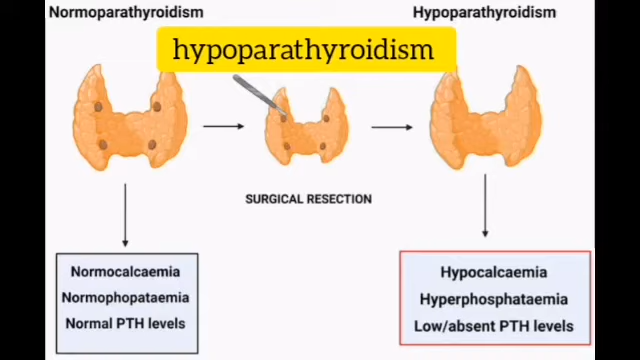 Normoparathyroidism
Hypoparathyroidism
hypoparathyroidism
SURGICAL RESECTION
Normocalcaemia
Normophopataemia
Normal PTH levels
Hypocalcaemia
Hyperphosphataemia
Low/absent PTH levels